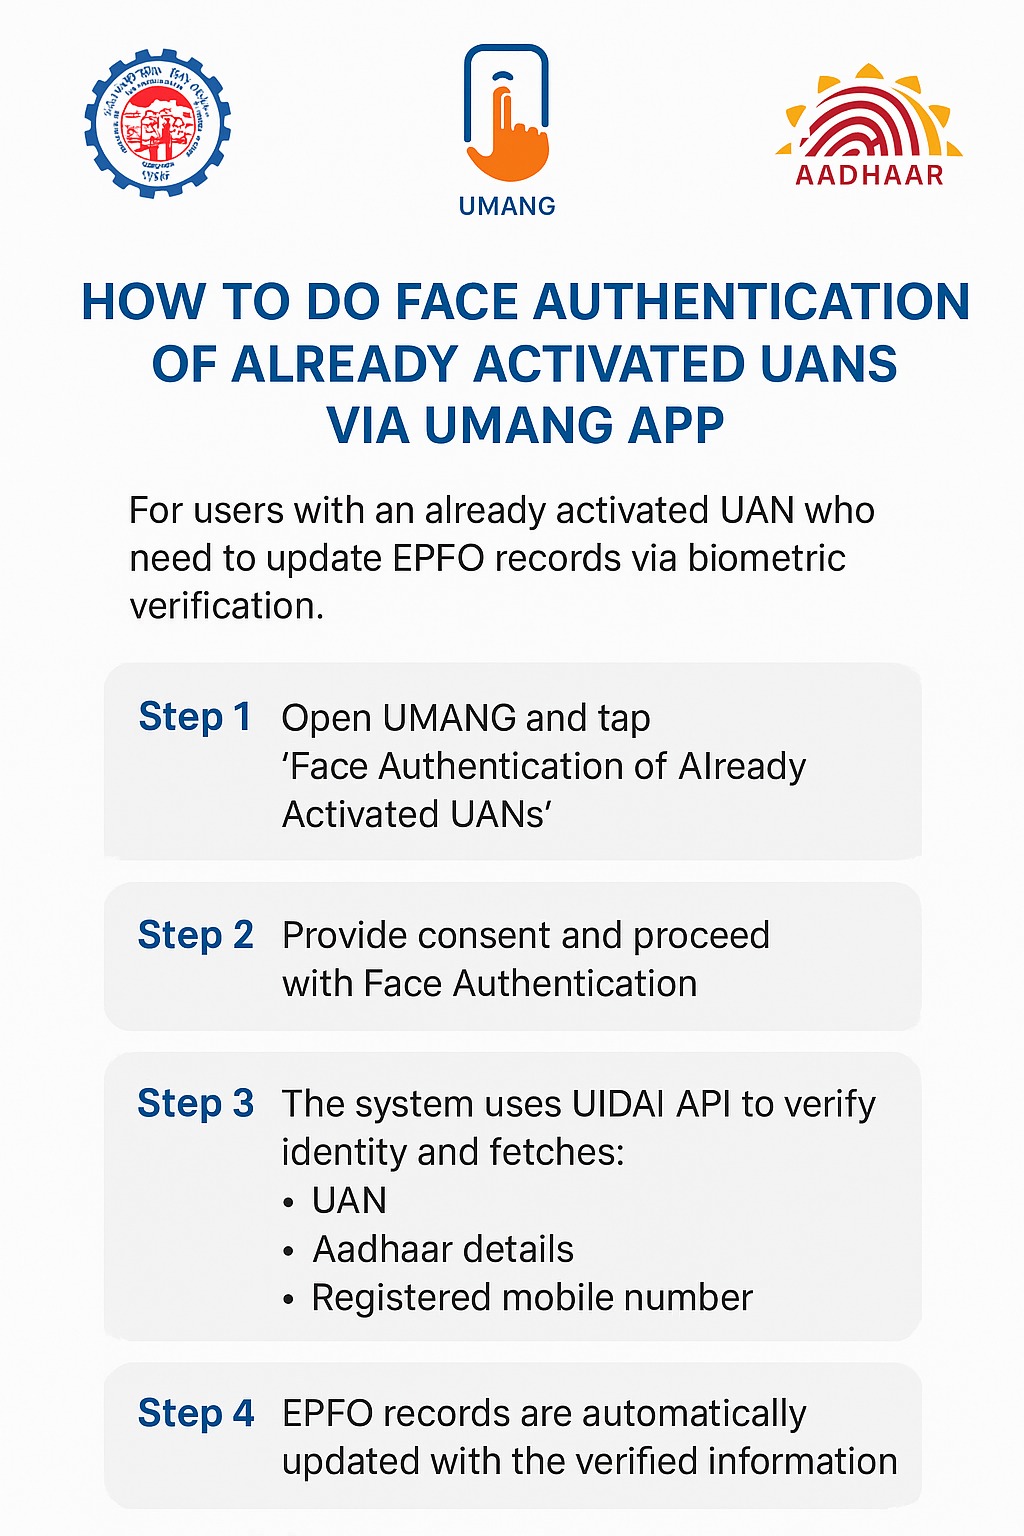 UMANG
AADHAAR
HOW TO DO FACE AUTHENTICATION
OF ALREADY ACTIVATED UANS
VIA UMANG APP
For users with an already activated UAN who
need to update EPFO records via biometric
verification.
Step 1 Open UMANG and tap
‘Face Authentication of Already
Activated UANs’
Step 2 Provide consent and proceed
with Face Authentication
Step 3 The system uses UIDAI API to verify
identity and fetches:
• UAN
• Aadhaar details
• Registered mobile number
Step 4 EPFO records are automatically
updated with the verified information